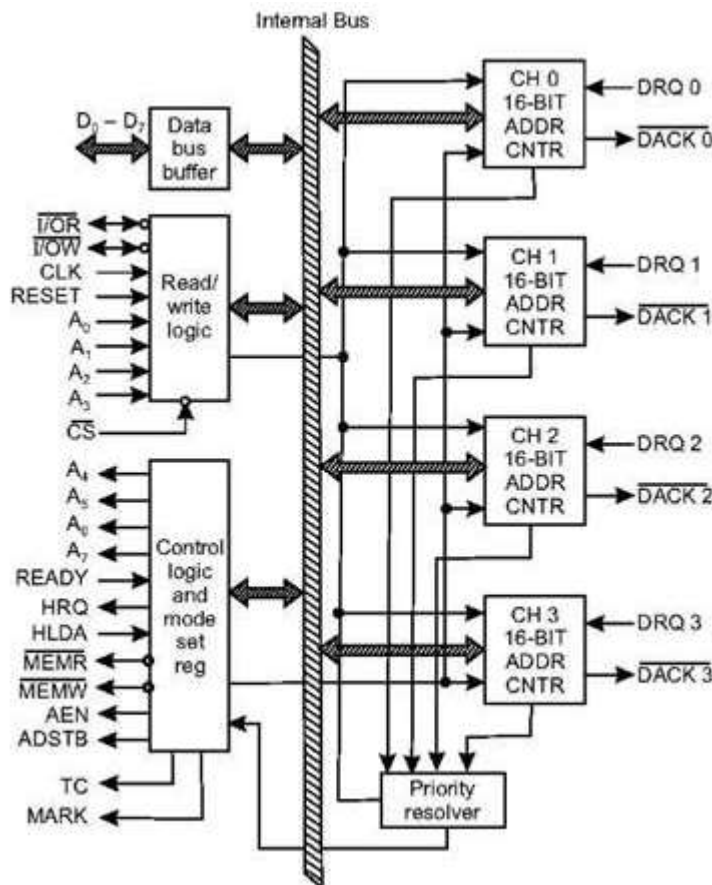 Internal Bus
D₀ – D₇
Data
bus
buffer
I/OR
I/OW
CLK
RESET
A₀
A₁
A₂
A₃
CS
Read/
write
logic
A₄
A₅
A₆
A₇
READY
HRQ
HLDA
MEMR
MEMW
AEN
ADSTB
TC
MARK
Control
logic
and
mode
set
reg
CH 0
16-BIT
ADDR
CNTR
DRQ 0
DACK 0
CH 1
16-BIT
ADDR
CNTR
DRQ 1
DACK 1
CH 2
16-BIT
ADDR
CNTR
DRQ 2
DACK 2
CH 3
16-BIT
ADDR
CNTR
DRQ 3
DACK 3
Priority
resolver